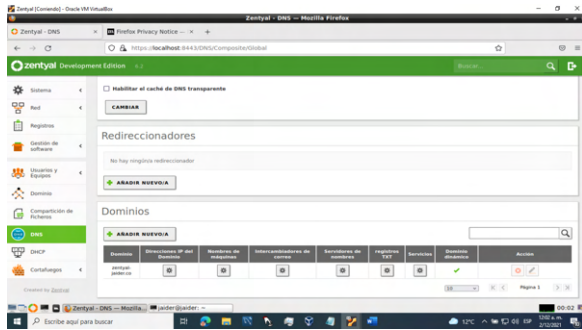 Zentyal [Corriendo] - Oracle VM VirtualBox
Zentyal - DNS — Mozilla Firefox
Zentyal - DNS
Firefox Privacy Notice —
https://localhost:8443/DNS/Composite/Global
zentyal Development Edition
Buscar...
Sistema
Red
Registros
Gestión de software
Usuarios y Equipos
Dominio
Compartición de Ficheros
DNS
DHCP
Cortafuegos
Created by Zentyal
Habilitar el caché de DNS transparente
CAMBIAR
Redireccionadores
No hay ningún/a redireccionador
AÑADIR NUEVO/A
Dominios
AÑADIR NUEVO/A
Dominio
Direcciones IP del Dominio
Nombres de máquinas
Intercambiadores de correo
Servidores de nombres
registros TXT
Servicios
Dominio dinámico
Acción
zentyal-jaider.co
10
Página 1
Zentyal - DNS — Mozilla...
jaider@jaider: ~
00:02
Escribe aquí para buscar
12°C
ESP
12:02 a. m.
2/12/2021